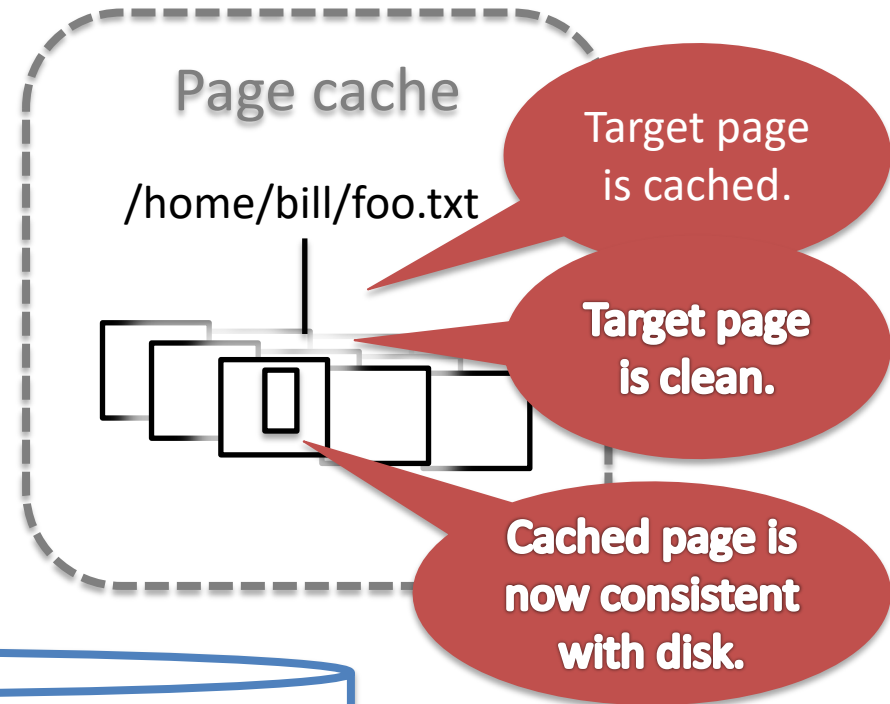 Page cache
/home/bill/foo.txt
Target page
is cached.
Target page
is clean.
Cached page is
now consistent
with disk.